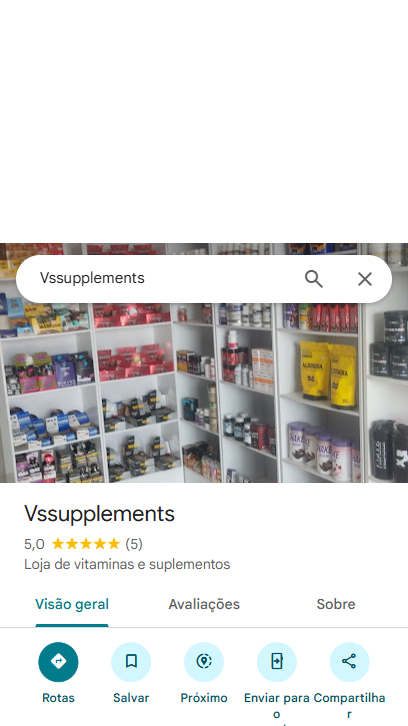 Vssupplements
ALBUMINA
Vssupplements
5,0 ★★★★★ (5)
Loja de vitaminas e suplementos
Visão geral
Avaliações
Sobre
Rotas
Salvar
Próximo
Enviar para o
Compartilhar